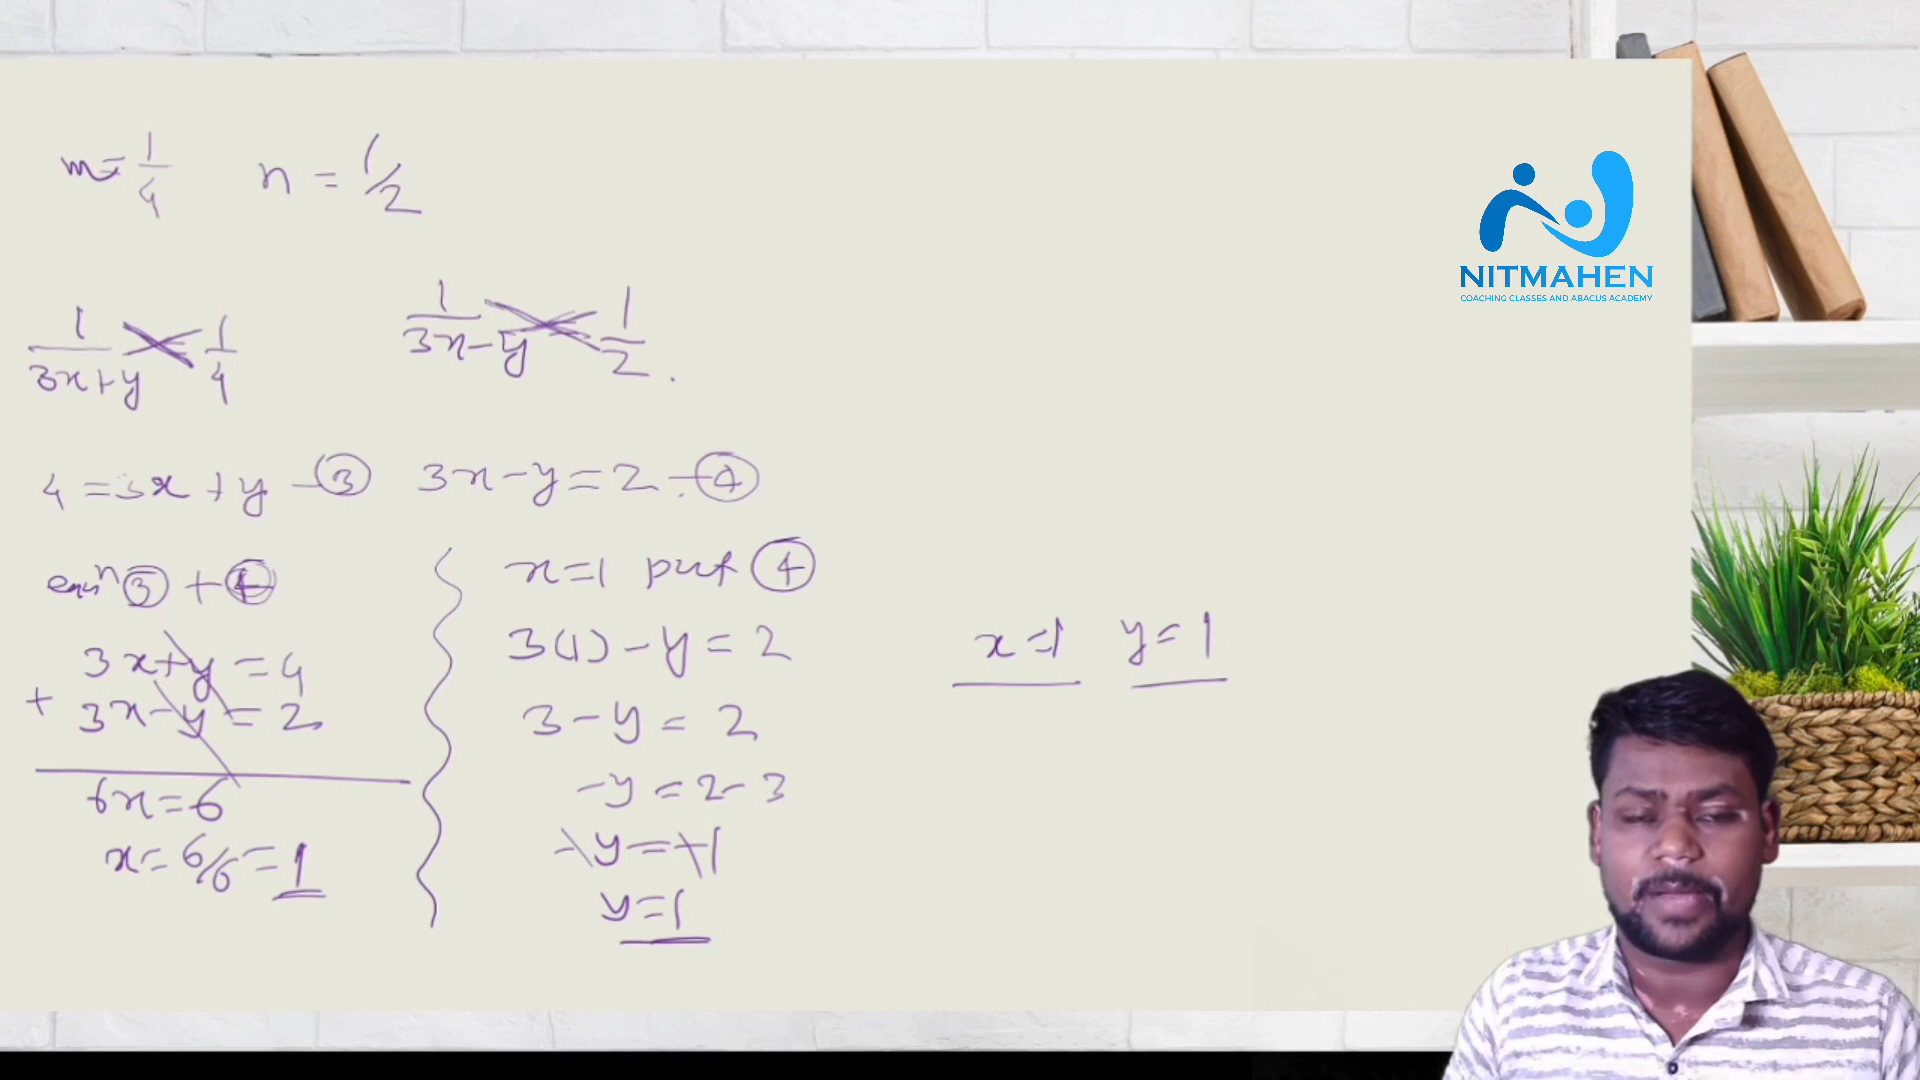 m = 1/4 n = 1/2
1/(3x+y) 1/4 1/(3x-y) 1/2
4 = 3x + y - ③ 3x - y = 2 - ④
eqnⁿ ③ + ④
3x + y = 4
+ 3x - y = 2
6x = 6
x = 6/6 = 1
x = 1 put ④
3(1) - y = 2
3 - y = 2
-y = 2 - 3
-y = -1
y = 1
x = 1 y = 1
NITMAHEN
COACHING CLASSES AND ABACUS ACADEMY